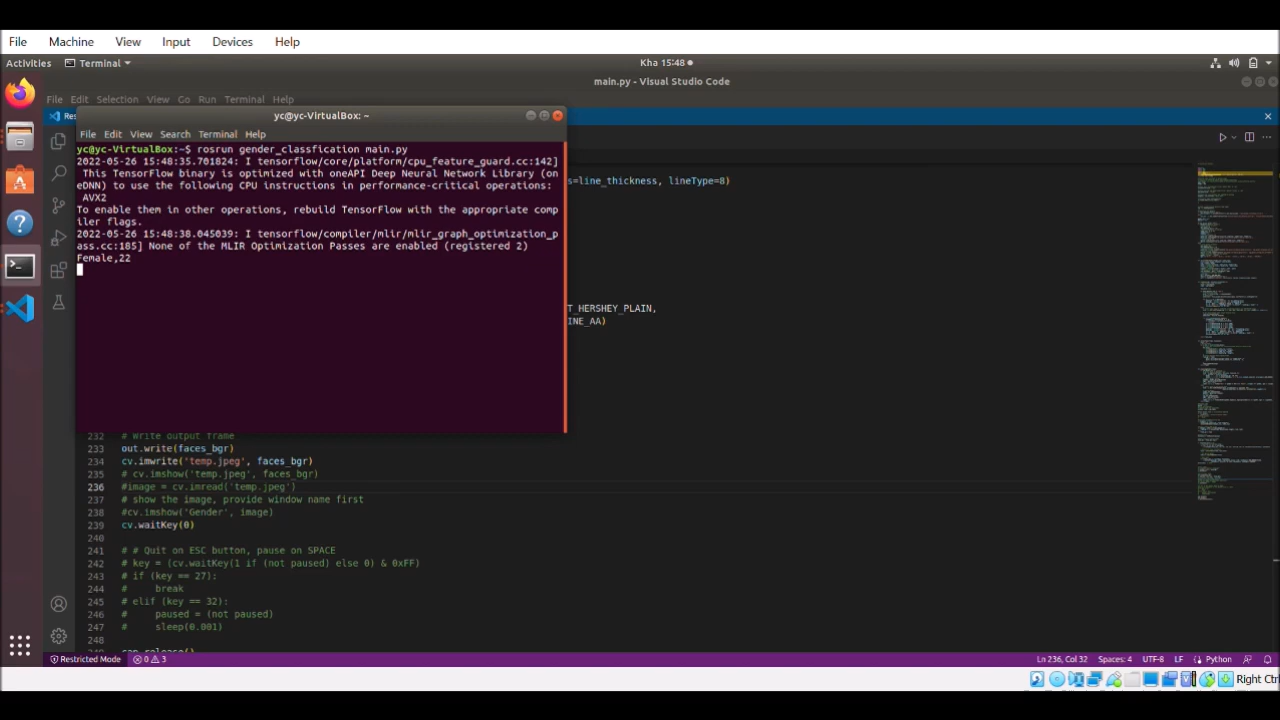 File Machine View Input Devices Help
Activities Terminal Kha 15:48
main.py - Visual Studio Code
File Edit Selection View Go Run Terminal Help
yc@yc-VirtualBox: ~
File Edit View Search Terminal Help
yc@yc-VirtualBox:~$ rosrun gender_classfication main.py
2022-05-26 15:48:35.701824: I tensorflow/core/platform/cpu_feature_guard.cc:142]
This TensorFlow binary is optimized with oneAPI Deep Neural Network Library (on
eDNN) to use the following CPU instructions in performance-critical operations:
AVX2
To enable them in other operations, rebuild TensorFlow with the appropriate comp
iler flags.
2022-05-26 15:48:38.045039: I tensorflow/compiler/mlir/mlir_graph_optimization_p
ass.cc:185] None of the MLIR Optimization Passes are enabled (registered 2)
Female,22
s=line_thickness, lineType=8)
T_HERSHEY_PLAIN,
INE_AA)
232 # Write output frame
233 out.write(faces_bgr)
234 cv.imwrite('temp.jpeg', faces_bgr)
235 # cv.imshow('temp.jpeg', faces_bgr)
236 #image = cv.imread('temp.jpeg')
237 # show the image, provide window name first
238 #cv.imshow('Gender', image)
239 cv.waitKey(0)
240
241 # # Quit on ESC button, pause on SPACE
242 # key = (cv.waitKey(1 if (not paused) else 0) & 0xFF)
243 # if (key == 27):
244 # break
245 # elif (key == 32):
246 # paused = (not paused)
247 # sleep(0.001)
248
Restricted Mode 0 3 Ln 236, Col 32 Spaces: 4 UTF-8 LF Python
Right Ctr